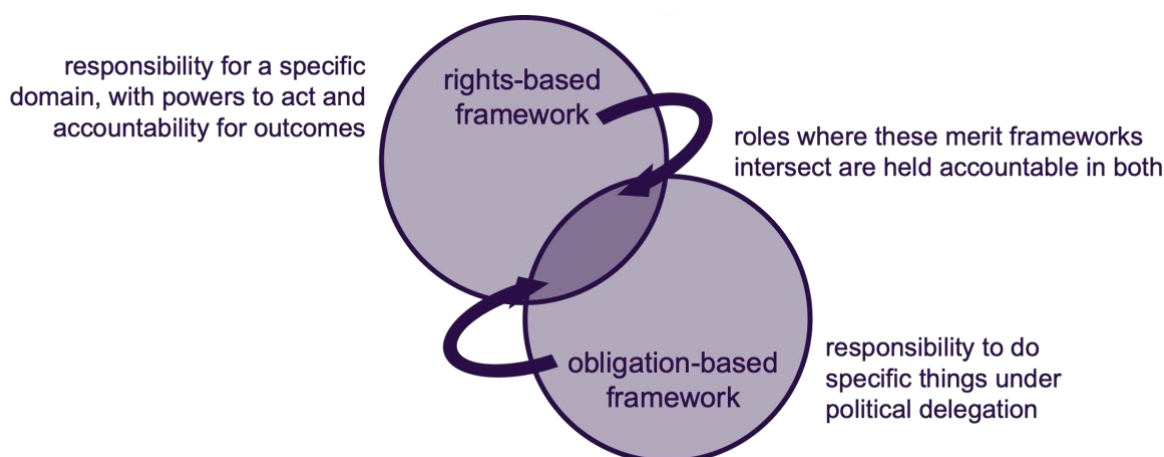 responsibility for a specific
domain, with powers to act and
accountability for outcomes
rights-based
framework
roles where these merit frameworks
intersect are held accountable in both
obligation-based
framework
responsibility to do
specific things under
political delegation